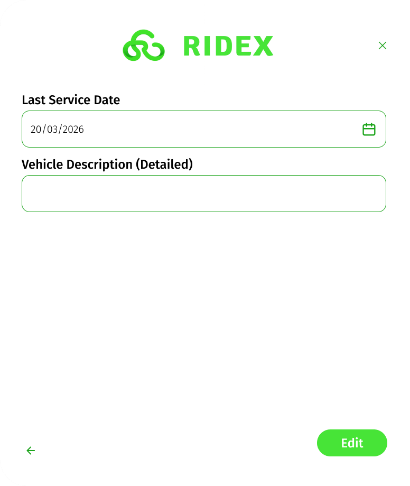 RIDEX
Last Service Date
20/03/2026
Vehicle Description (Detailed)
Edit